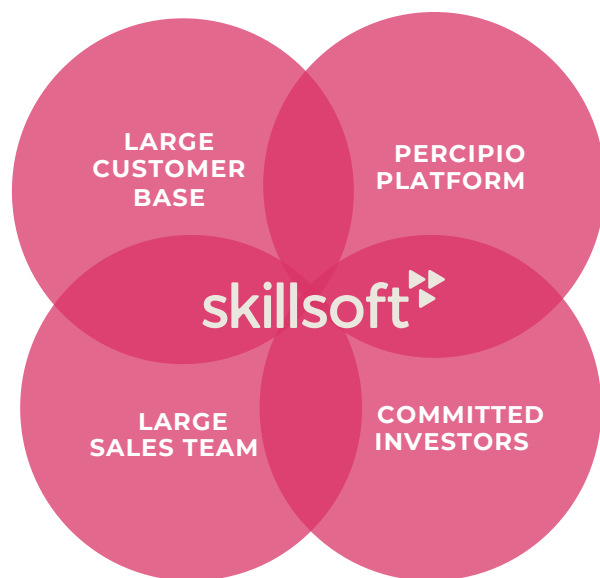 LARGE
CUSTOMER
BASE
PERCIPIO
PLATFORM
skillsoft
LARGE
SALES TEAM
COMMITTED
INVESTORS